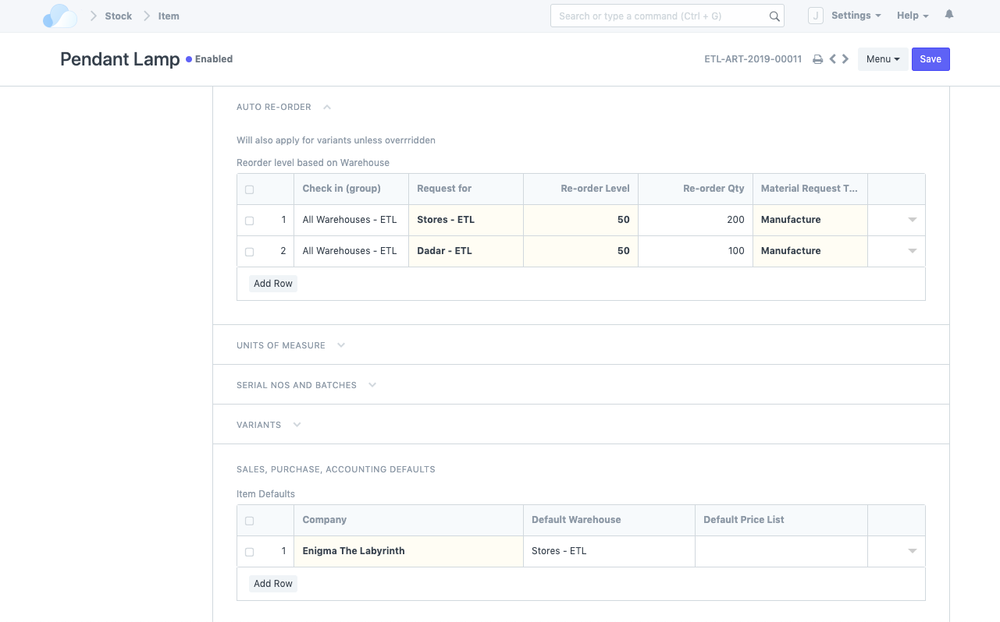 Stock Item Search or type a command (Ctrl + G) J Settings Help
Pendant Lamp Enabled ETL-ART-2019-00011 Menu Save
AUTO RE-ORDER
Will also apply for variants unless overrridden
Reorder level based on Warehouse
Check in (group) Request for Re-order Level Re-order Qty Material Request T...
1 All Warehouses - ETL Stores - ETL 50 200 Manufacture
2 All Warehouses - ETL Dadar - ETL 50 100 Manufacture
Add Row
UNITS OF MEASURE
SERIAL NOS AND BATCHES
VARIANTS
SALES, PURCHASE, ACCOUNTING DEFAULTS
Item Defaults
Company Default Warehouse Default Price List
1 Enigma The Labyrinth Stores - ETL
Add Row